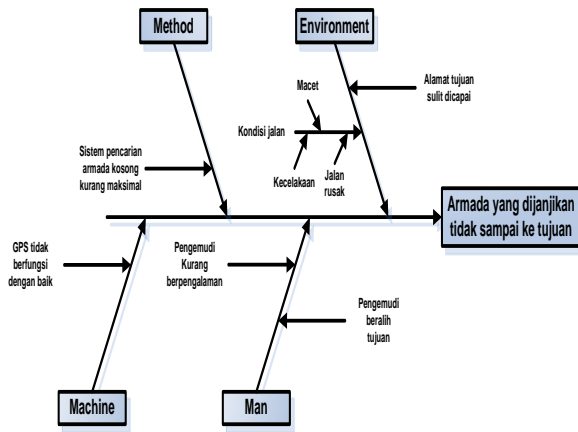 Method
Environment
Macet
Alamat tujuan
sulit dicapai
Kondisi jalan
Sistem pencarian
armada kosong
kurang maksimal
Kecelakaan
Jalan
rusak
Armada yang dijanjikan
tidak sampai ke tujuan
GPS tidak
berfungsi
dengan baik
Pengemudi
Kurang
berpengalaman
Pengemudi
beralih
tujuan
Machine
Man